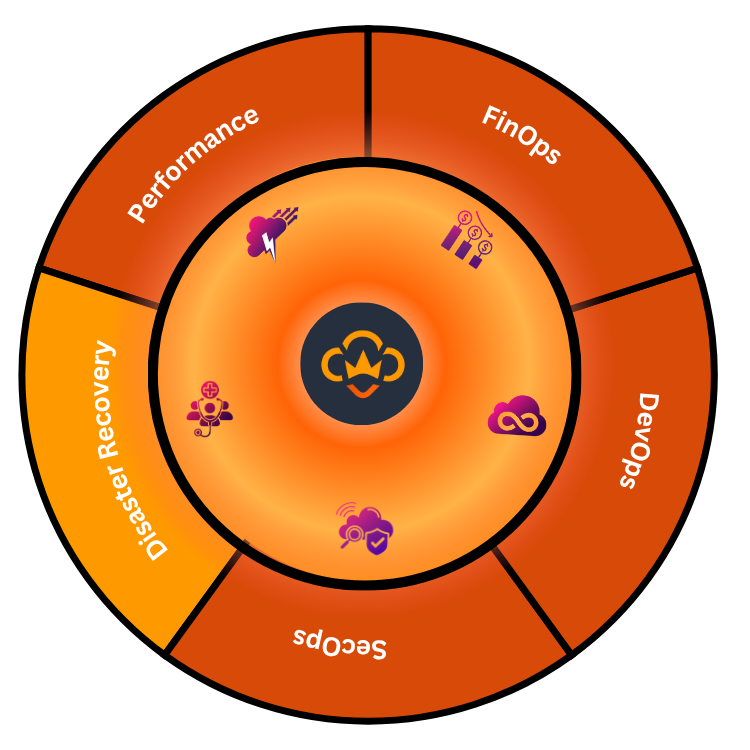 Performance
FinOps
DevOps
SecOps
Disaster Recovery